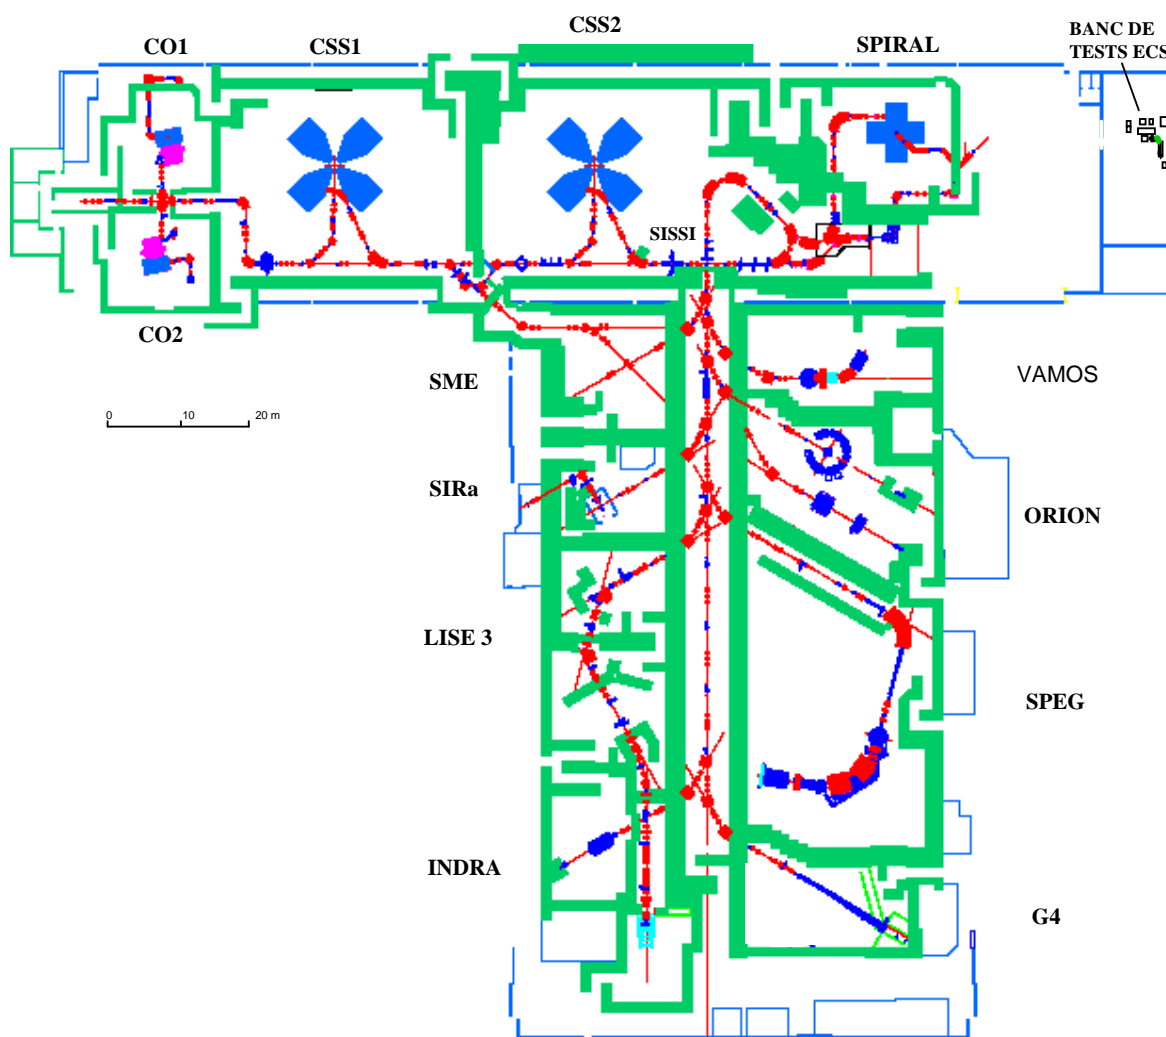 CSS2
BANC DE
TESTS ECS
CO1
CSS1
SPIRAL
SISSI
CO2
SME
VAMOS
0 10 20 m
SIRa
ORION
LISE 3
SPEG
INDRA
G4